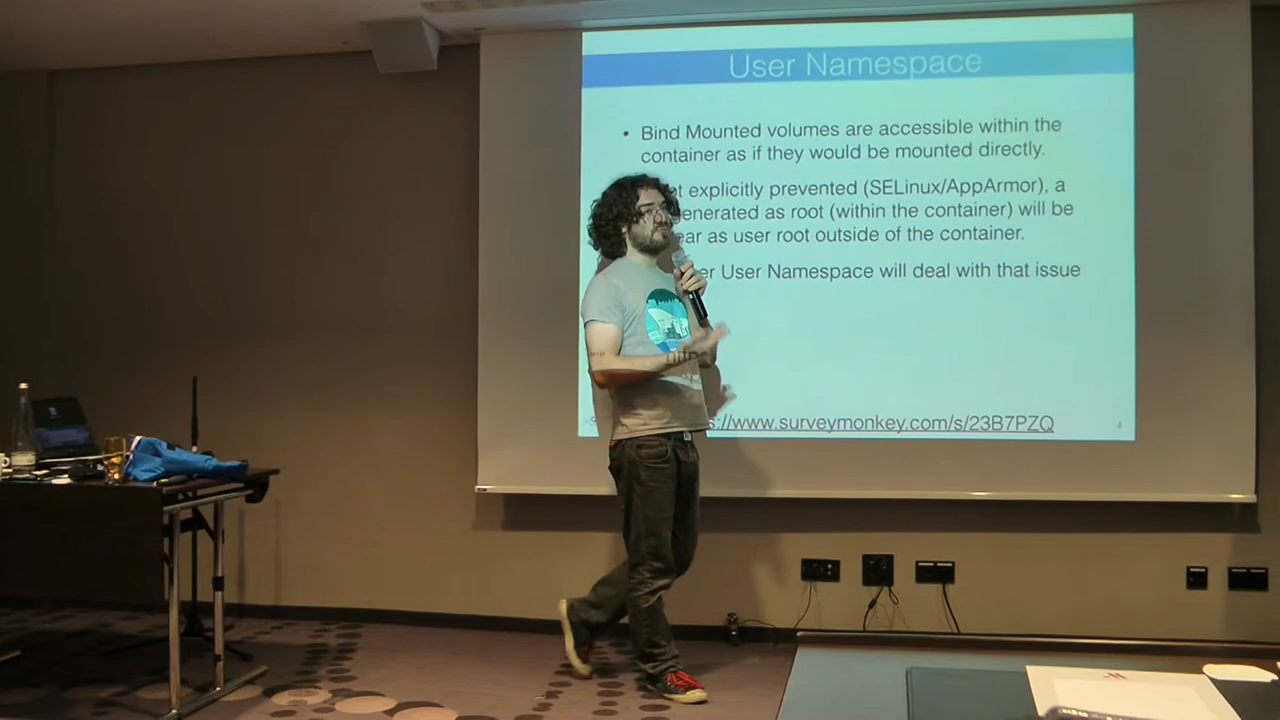 User Namespace
• Bind Mounted volumes are accessible within the
container as if they would be mounted directly.
explicitly prevented (SELinux/AppArmor), a
generated as root (within the container) will be
as user root outside of the container.
User Namespace will deal with that issue
https://www.surveymonkey.com/s/23B7PZQ
4